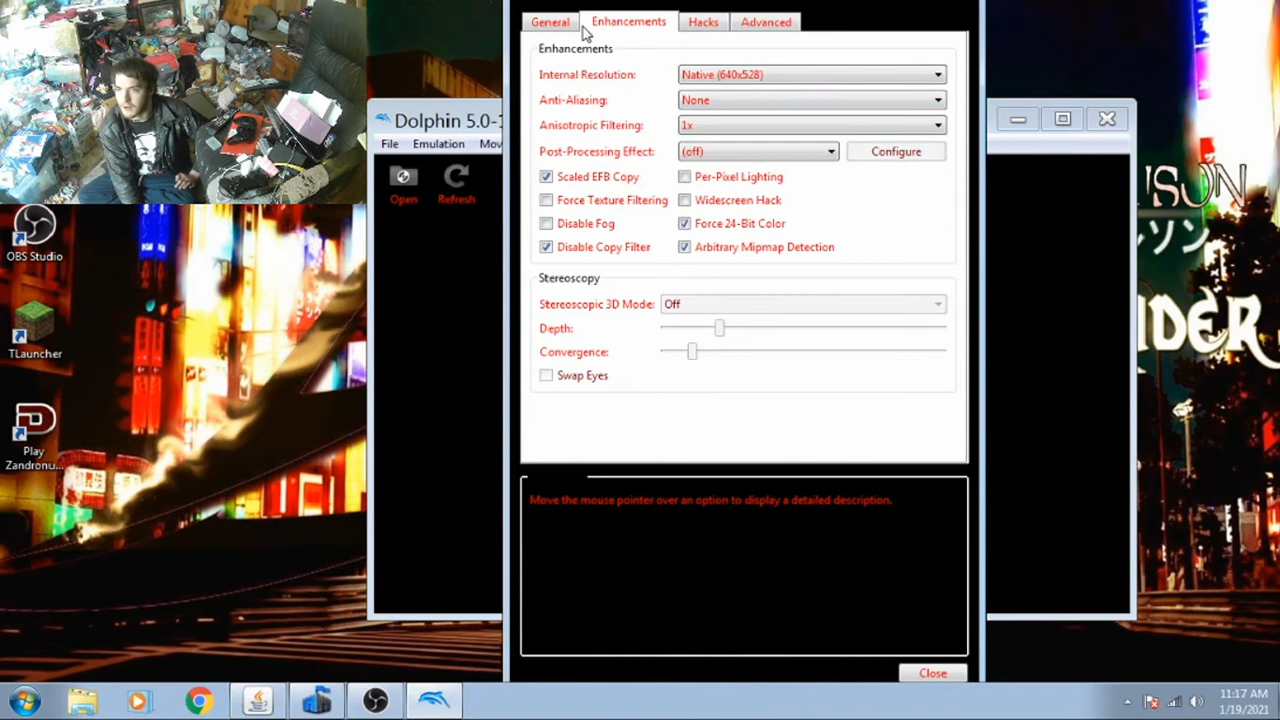 General Enhancements Hacks Advanced
Enhancements
Internal Resolution: Native (640x528)
Anti-Aliasing: None
Anisotropic Filtering: 1x
Post-Processing Effect: (off) Configure
Scaled EFB Copy Per-Pixel Lighting
Force Texture Filtering Widescreen Hack
Disable Fog Force 24-Bit Color
Disable Copy Filter Arbitrary Mipmap Detection
Stereoscopy
Stereoscopic 3D Mode: Off
Depth:
Convergence:
Swap Eyes
Move the mouse pointer over an option to display a detailed description.
Close
Dolphin 5.0-1
File Emulation Mov
Open Refresh
OBS Studio
TLauncher
Play
Zandronu...
ソン
DER
11:17 AM
1/19/2021